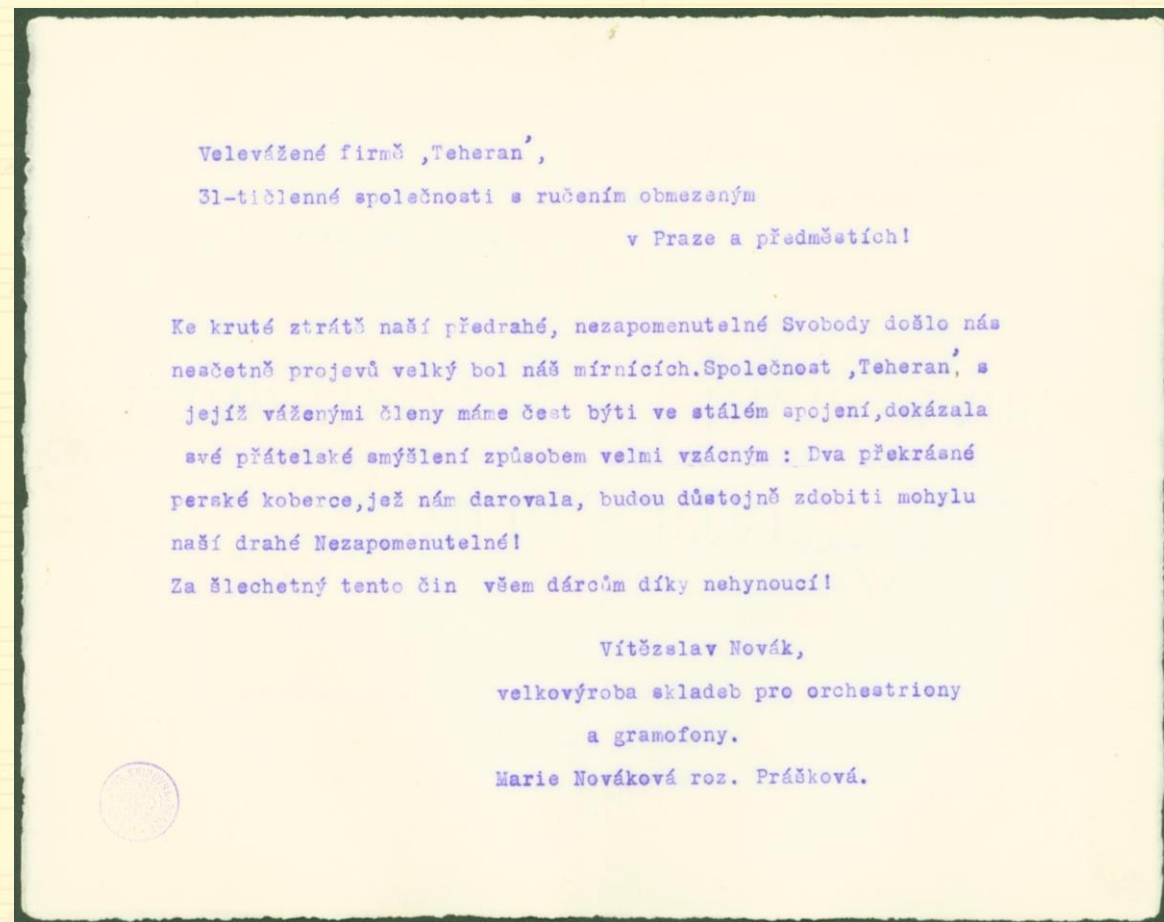 Velevážené firmě ‚Teheran’,
31-tičlenné společnosti s ručením obmezeným
v Praze a předměstích!
Ke kruté ztrátě naší předrahé, nezapomenutelné Svobody došlo nás
nesčetně projevů velký bol náš mírnících.Společnost ‚Teheran’, s
jejíž váženými členy máme čest býti ve stálém spojení,dokázala
své přátelské smýšlení způsobem velmi vzácným : Dva překrásné
perské koberce,jež nám darovala, budou důstojně zdobiti mohylu
naší drahé Nezapomenutelné!
Za šlechetný tento čin všem dárcům díky nehynoucí!
Vítězslav Novák,
velkovýroba skladeb pro orchestriony
a gramofony.
Marie Nováková roz. Prášková.